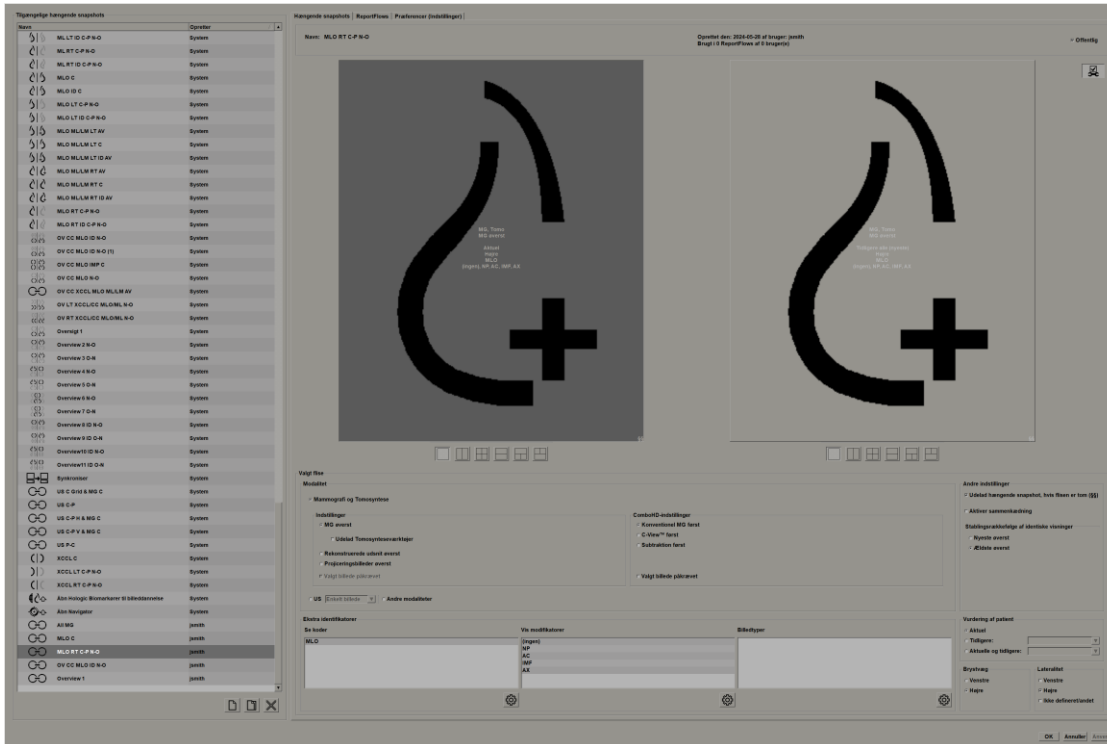 Tilgængelige hængende snapshots
Navn Opretter
ML LT ID C-P N-O System
ML RT C-P N-O System
ML RT ID C-P N-O System
MLO C System
MLO ID C System
MLO LT C-P N-O System
MLO LT ID C-P N-O System
MLO ML/LM LT AV System
MLO ML/LM LT C System
MLO ML/LM LT ID AV System
MLO ML/LM RT AV System
MLO ML/LM RT C System
MLO ML/LM RT ID AV System
MLO RT C-P N-O System
MLO RT ID C-P N-O System
OV CC MLO ID N-O System
OV CC MLO ID N-O (1) System
OV CC MLO IMP C System
OV CC MLO N-O System
OV CC XCCL MLO ML/LM AV System
OV LT XCCL/CC MLO/ML N-O System
OV RT XCCL/CC MLO/ML N-O System
Oversigt 1 System
Overview 2 N-O System
Overview 3 O-N System
Overview 4 N-O System
Overview 5 O-N System
Overview 6 N-O System
Overview 7 O-N System
Overview 8 ID N-O System
Overview 9 ID O-N System
Overview10 ID N-O System
Overview11 ID O-N System
Synkroniser System
US C Grid & MG C System
US C-P System
US C-P H & MG C System
US C-P V & MG C System
US P-C System
XCCL C System
XCCL LT C-P N-O System
XCCL RT C-P N-O System
Åbn Hologic Biomarkører til billeddannelse System
Åbn Navigator System
All MG jsmith
MLO C jsmith
MLO RT C-P N-O jsmith
OV CC MLO ID N-O jsmith
Overview 1 jsmith
Hængende snapshots ReportFlows Præferencer (indstillinger)
Navn: MLO RT C-P N-O
Oprettet den: 2024-05-28 af bruger: jsmith
Brugt i 0 ReportFlows af 0 bruger(e)
Offentlig
MG, Tomo
MG øverst
Aktuel
Højre
MLO
(ingen), NP, AC, IMF, AX
MG, Tomo
MG øverst
Højre
MLO
(ingen), NP, AC, IMF, AX
Valgt flise
Modalitet
Mammografi og Tomosyntese
Indstillinger
MG øverst
Udelad Tomosynteseværktøjer
Rekonstruerede udsnit øverst
Projiceringsbilleder øverst
Valgt billede påkrævet
ComboHD-indstillinger
Konventional MG først
C-View™ først
Subtraktion først
Valgt billede påkrævet
US Enkelt billede Andre modaliteter
Andre indstillinger
Udelad hængende snapshot, hvis flisen er tom (§§)
Aktiver sammenkædning
Stablingsrækkefølge af identiske visninger
Nyeste øverst
Ældste øverst
Ekstra identifikatorer
Se koder
MLO
Vis modifikatorer
(ingen)
NP
AC
IMF
AX
Billedtyper
Vurdering af patient
Aktuel
Tidligere:
Aktuelle og tidligere:
Brystvæg
Venstre
Højre
Lateralitet
Venstre
Højre
Ikke defineret/andet
OK Annuller